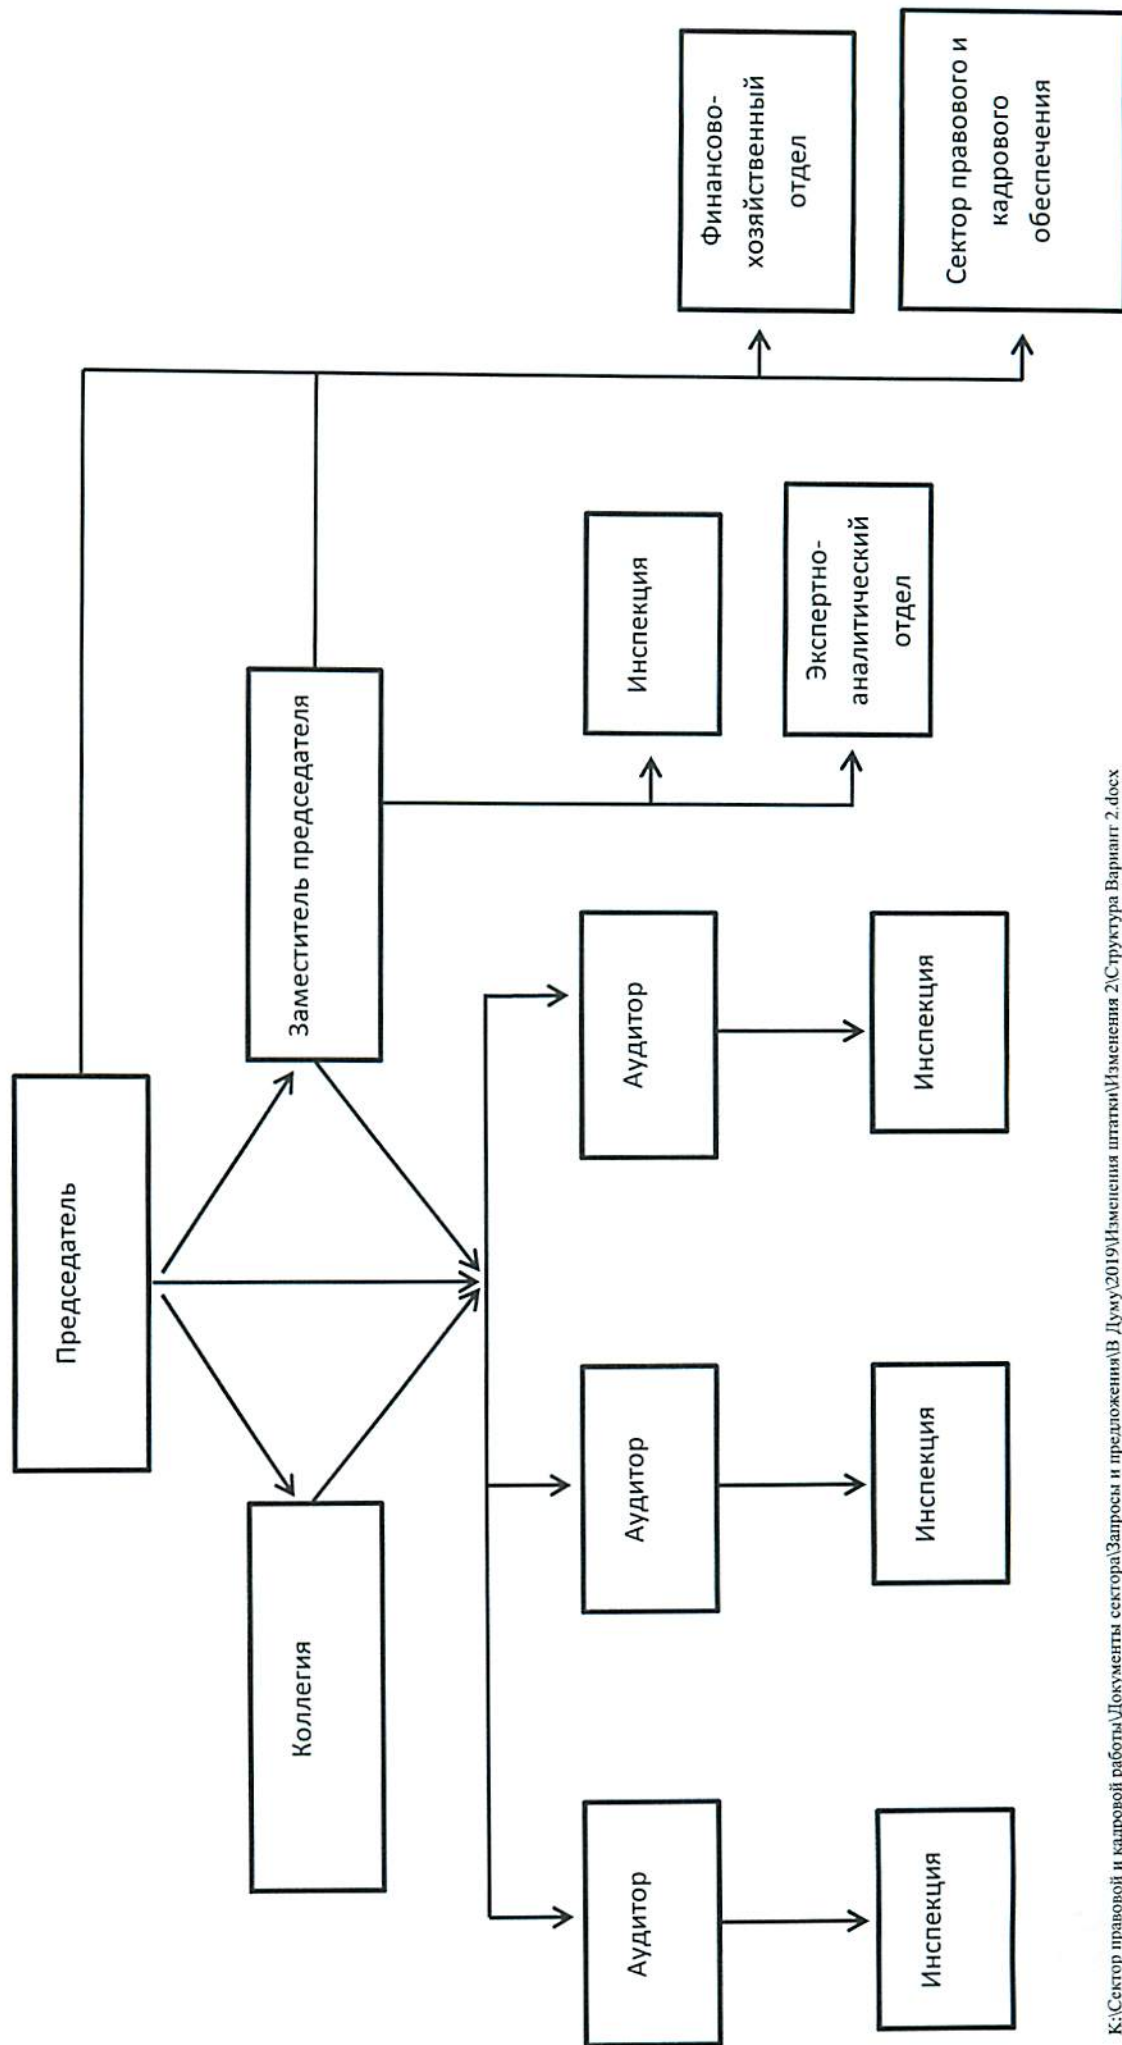 Председатель
Коллегия
Заместитель председателя
Аудитор
Аудитор
Аудитор
Инспекция
Инспекция
Инспекция
Инспекция
Экспертно-
аналитический
отдел
Финансово-
хозяйственный
отдел
Сектор правового и
кадрового
обеспечения
K:\Сектор правовой и кадровой работы\Документы сектора\Запросы и предложения\В Думу\2019\Изменения штатки\Изменения 2\Структура Вариант 2.docx